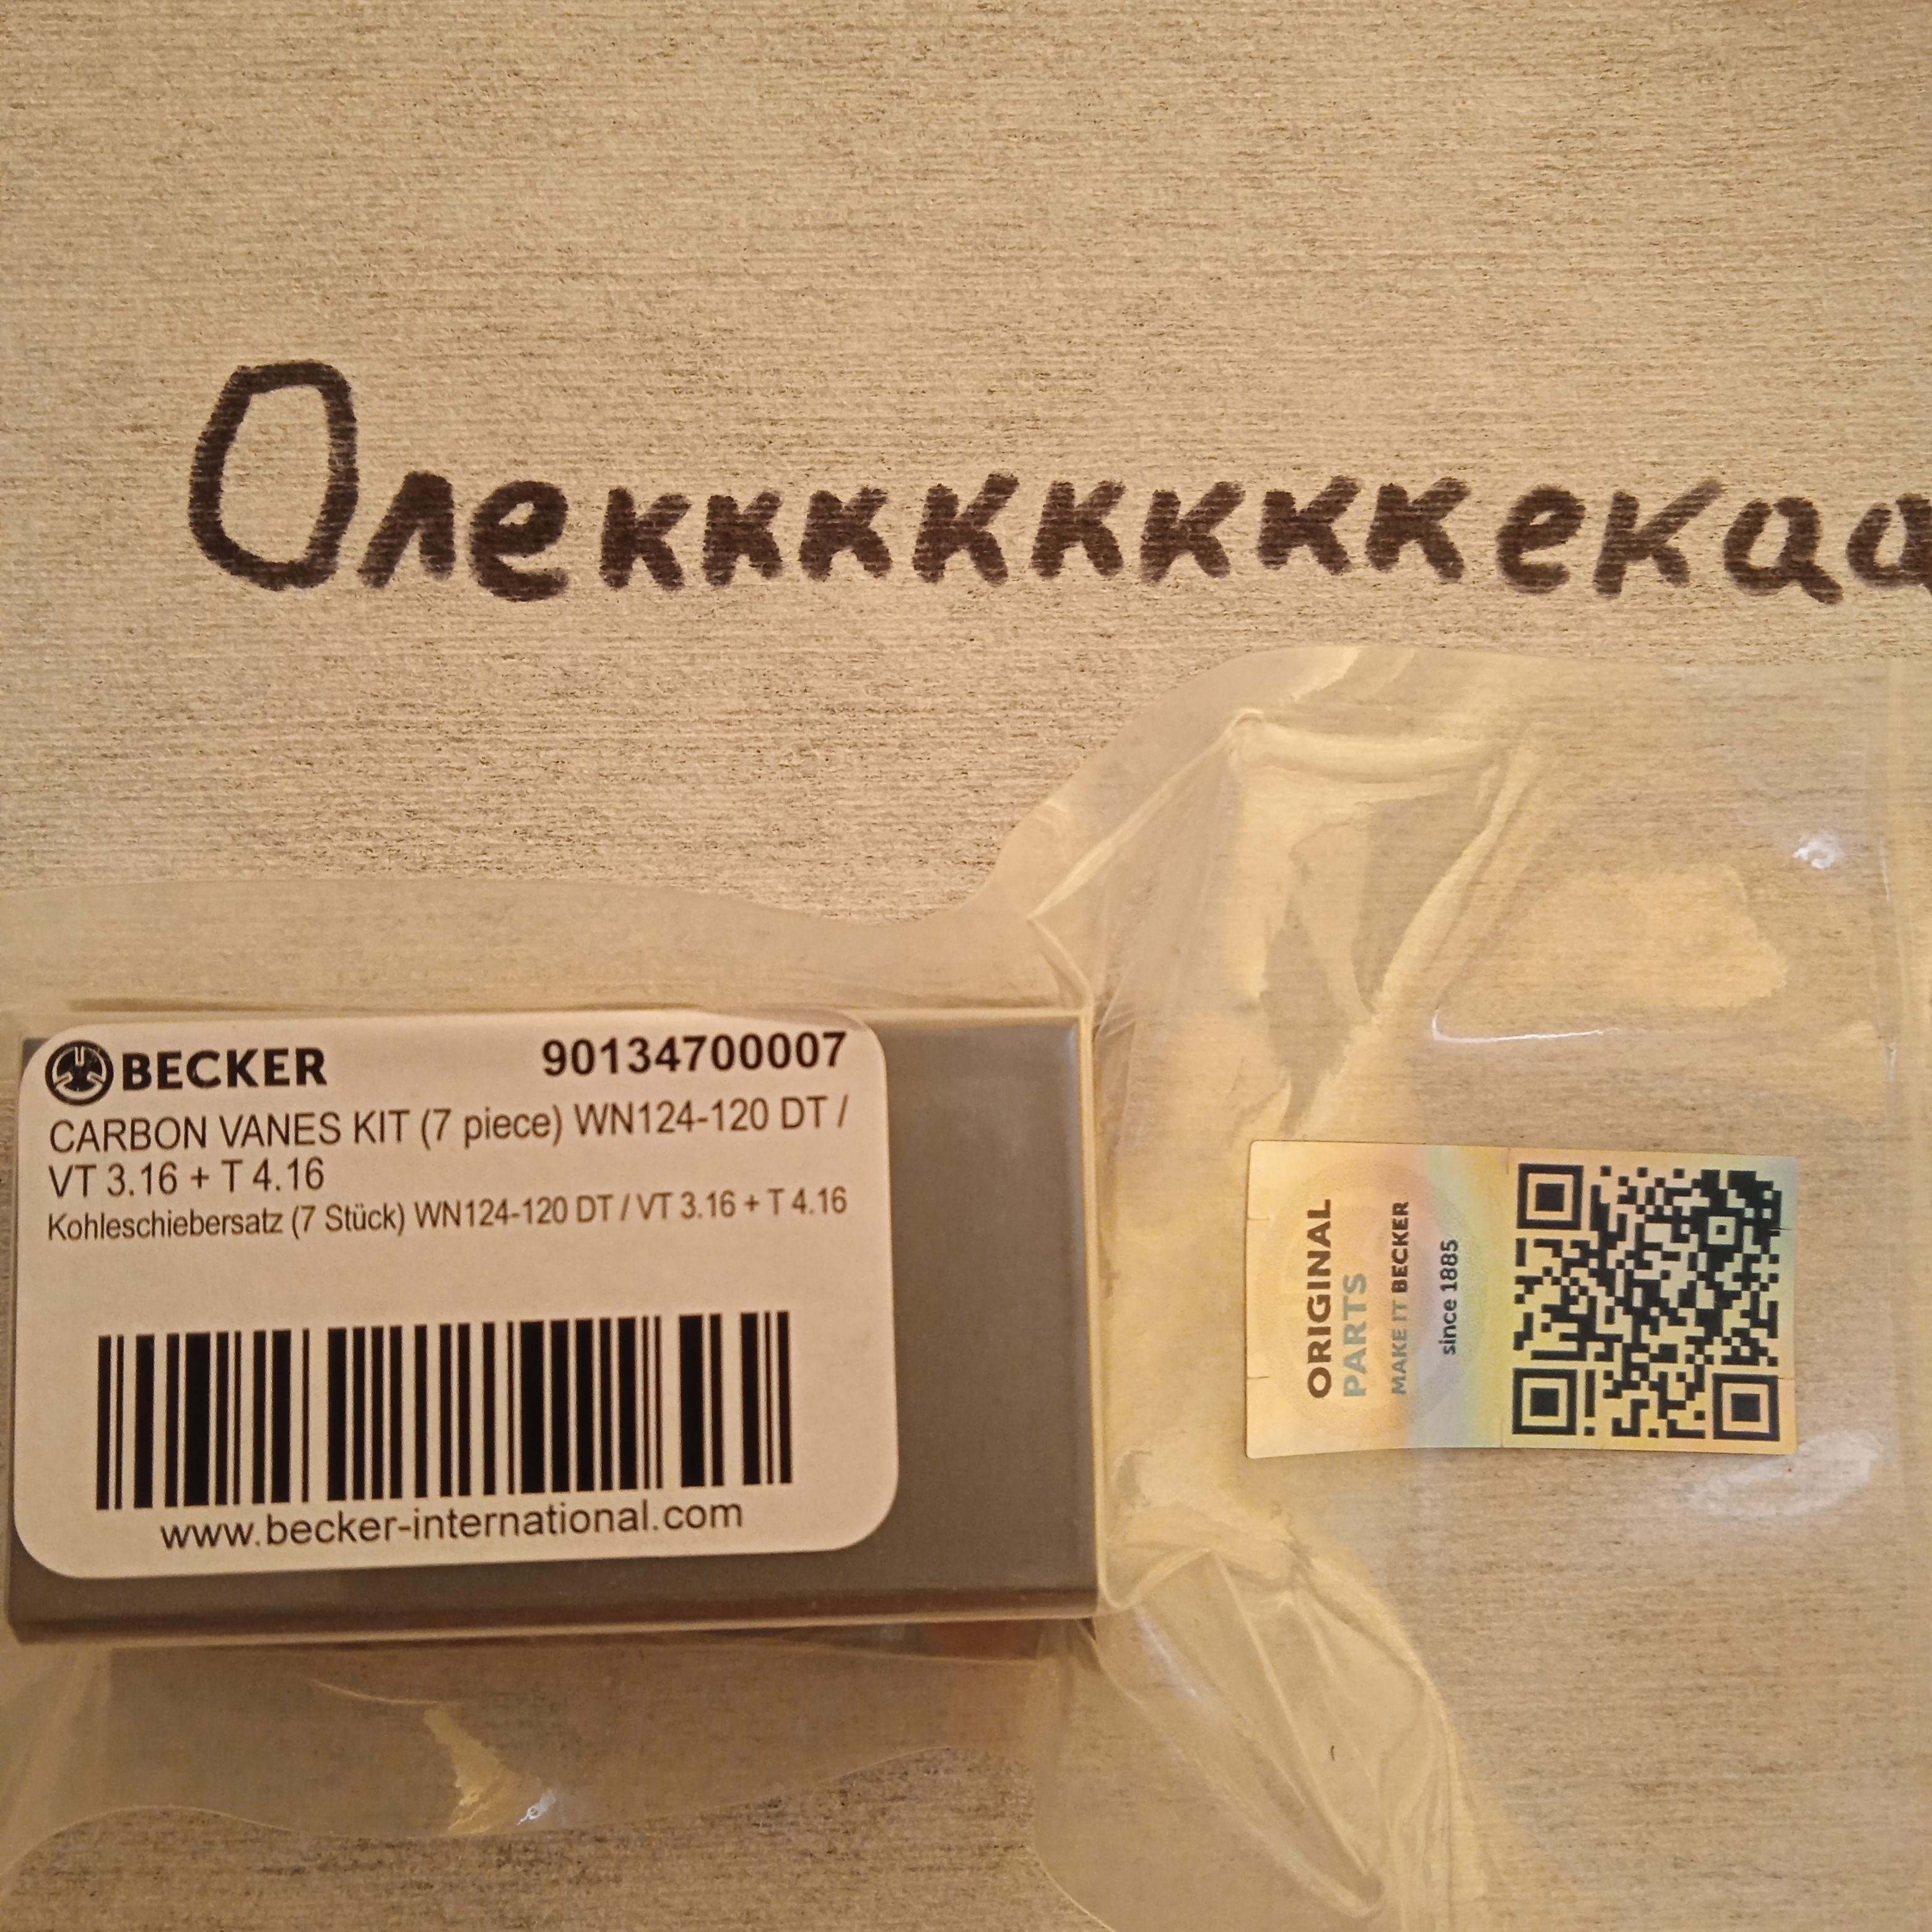 Олеккккккккекаа
BECKER 90134700007
CARBON VANES KIT (7 piece) WN124-120 DT /
VT 3.16 + T 4.16
Kohleschiebersatz (7 Stück) WN124-120 DT / VT 3.16 + T 4.16
www.becker-international.com
ORIGINAL
PARTS
MAKE IT BECKER
since 1885